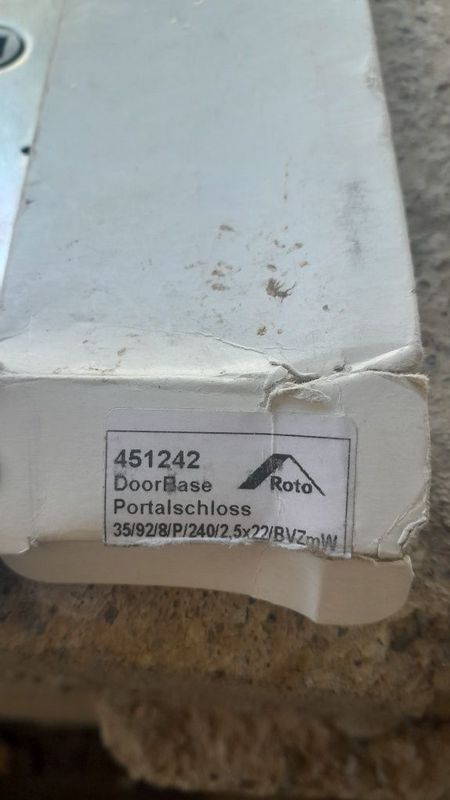 451242
DoorBase
Roto
Portalschloss
35/92/8/P/240/2,5x22/BVZmW